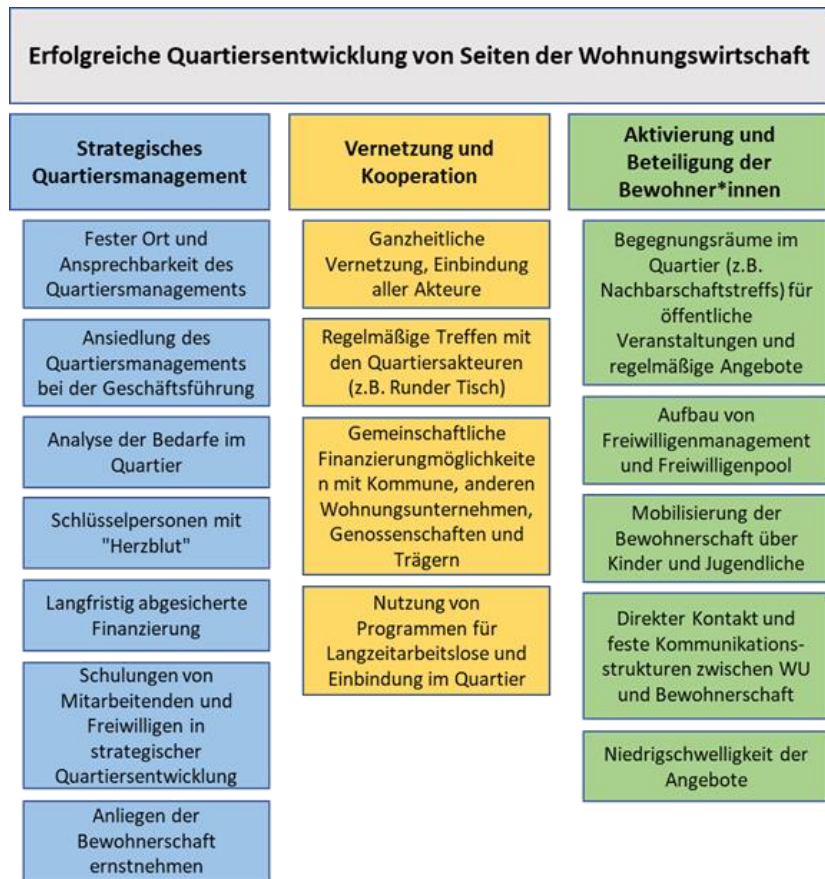 Erfolgreiche Quartiersentwicklung von Seiten der Wohnungswirtschaft
Strategisches
Quartiersmanagement
Fester Ort und
Ansprechbarkeit des
Quartiersmanagements
Ansiedlung des
Quartiersmanagements
bei der Geschäftsführung
Analyse der Bedarfe im
Quartier
Schlüsselpersonen mit
"Herzblut"
Langfristig abgesicherte
Finanzierung
Schulungen von
Mitarbeitenden und
Freiwilligen in
strategischer
Quartiersentwicklung
Anliegen der
Bewohnerschaft
ernstnehmen
Vernetzung und
Kooperation
Ganzheitliche
Vernetzung, Einbindung
aller Akteure
Regelmäßige Treffen mit
den Quartiersakteuren
(z.B. Runder Tisch)
Gemeinschaftliche
Finanzierungmöglichkeite
n mit Kommune, anderen
Wohnungsunternehmen,
Genossenschaften und
Trägern
Nutzung von
Programmen für
Langzeitarbeitslose und
Einbindung im Quartier
Aktivierung und
Beteiligung der
Bewohner*innen
Begegnungsräume im
Quartier (z.B.
Nachbarschaftstreffs) für
öffentliche
Veranstaltungen und
regelmäßige Angebote
Aufbau von
Freiwilligenmanagement
und Freiwilligenpool
Mobilisierung der
Bewohnerschaft über
Kinder und Jugendliche
Direkter Kontakt und
feste Kommunikations-
strukturen zwischen WU
und Bewohnerschaft
Niedrigschwelligkeit der
Angebote